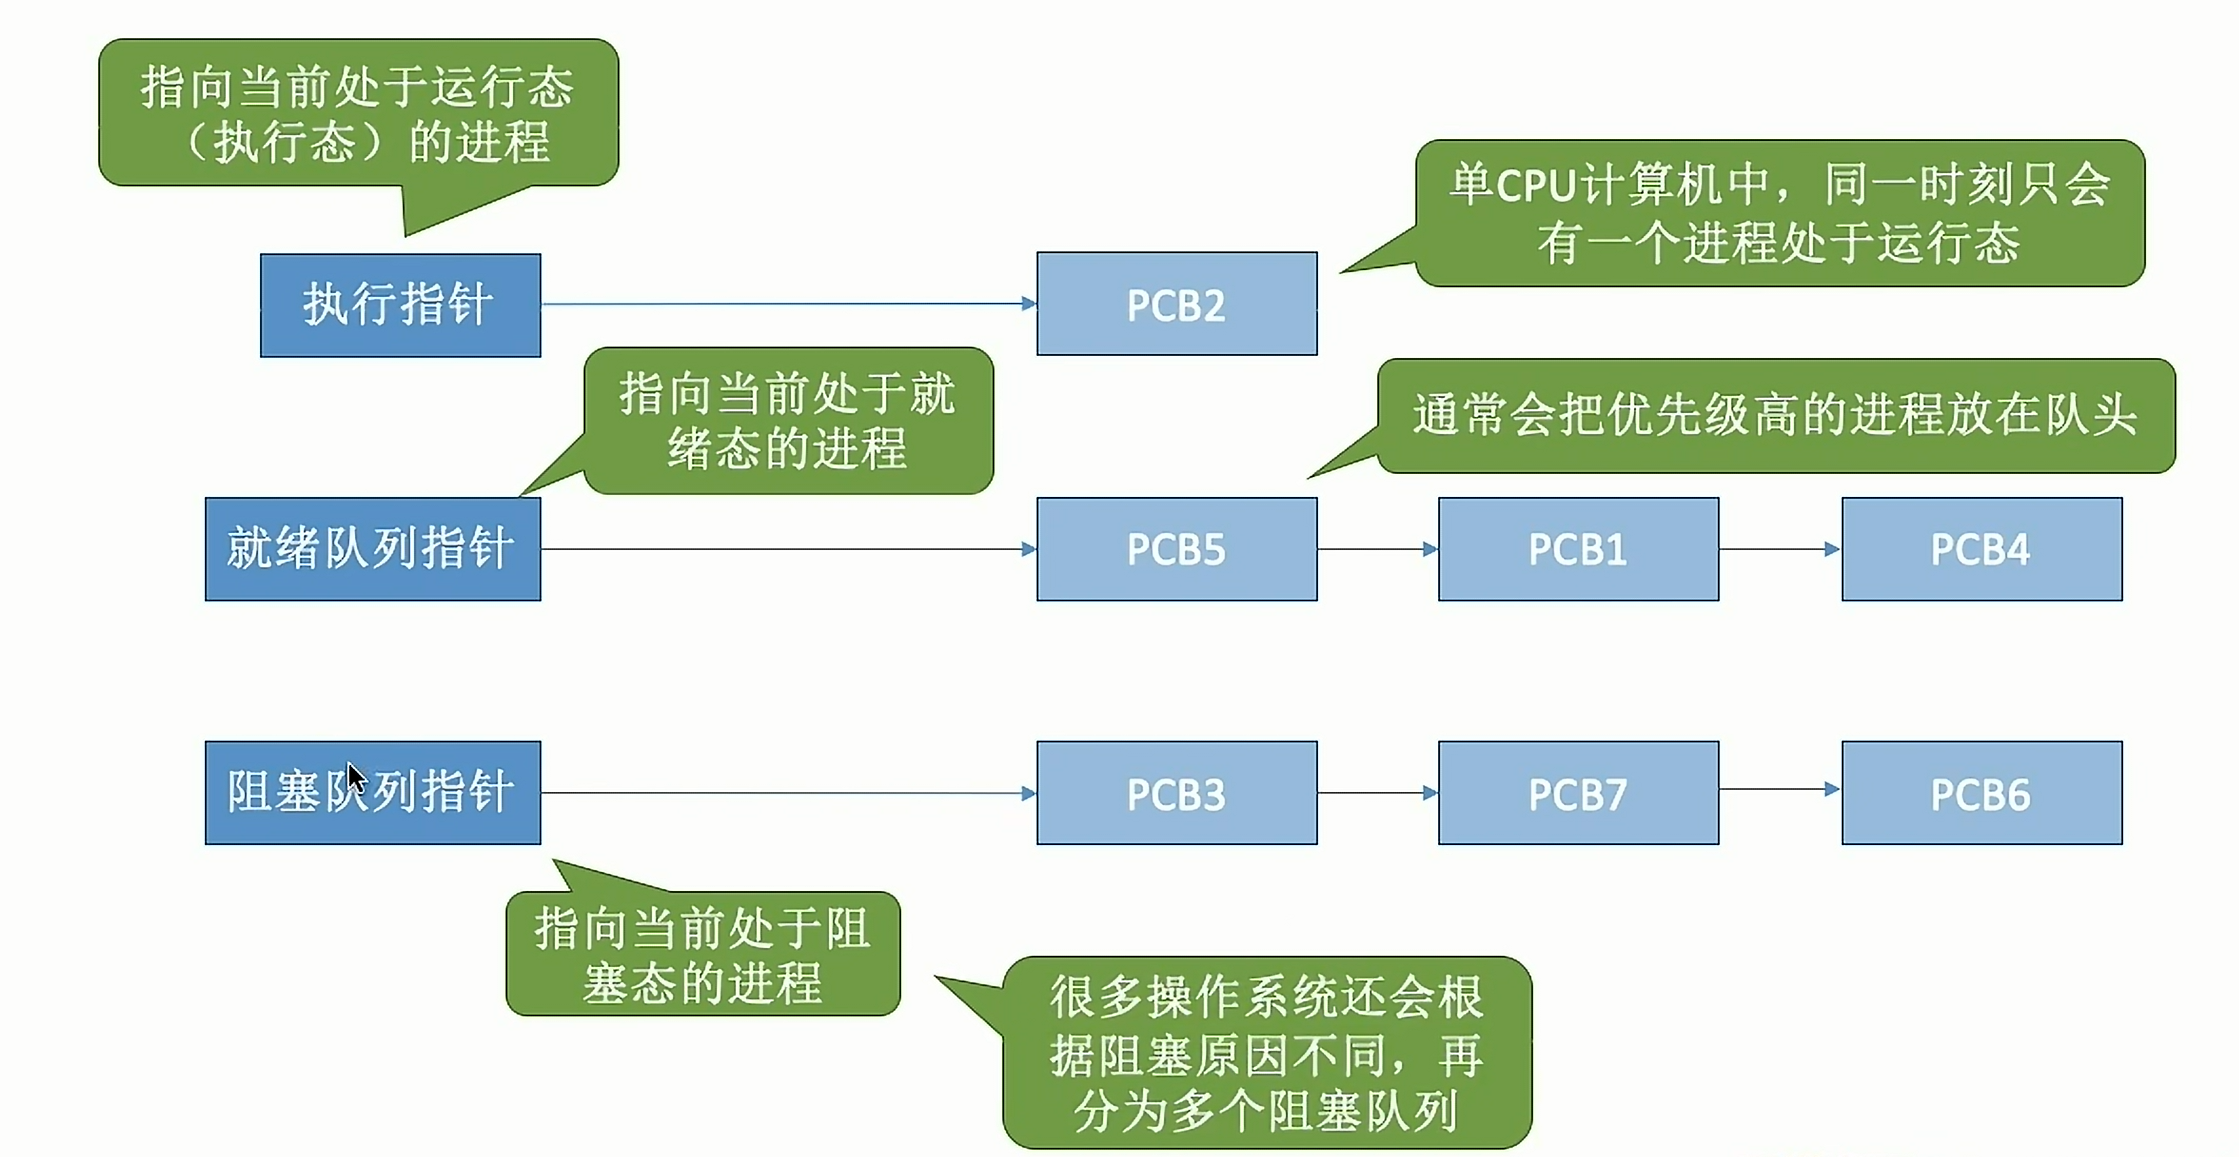 指向当前处于运行态
（执行态）的进程
单CPU计算机中，同一时刻只会
有一个进程处于运行态
执行指针
PCB2
指向当前处于就
绪态的进程
通常会把优先级高的进程放在队头
就绪队列指针
PCB5
PCB1
PCB4
阻塞队列指针
PCB3
PCB7
PCB6
指向当前处于阻
塞态的进程
很多操作系统还会根
据阻塞原因不同，再
分为多个阻塞队列